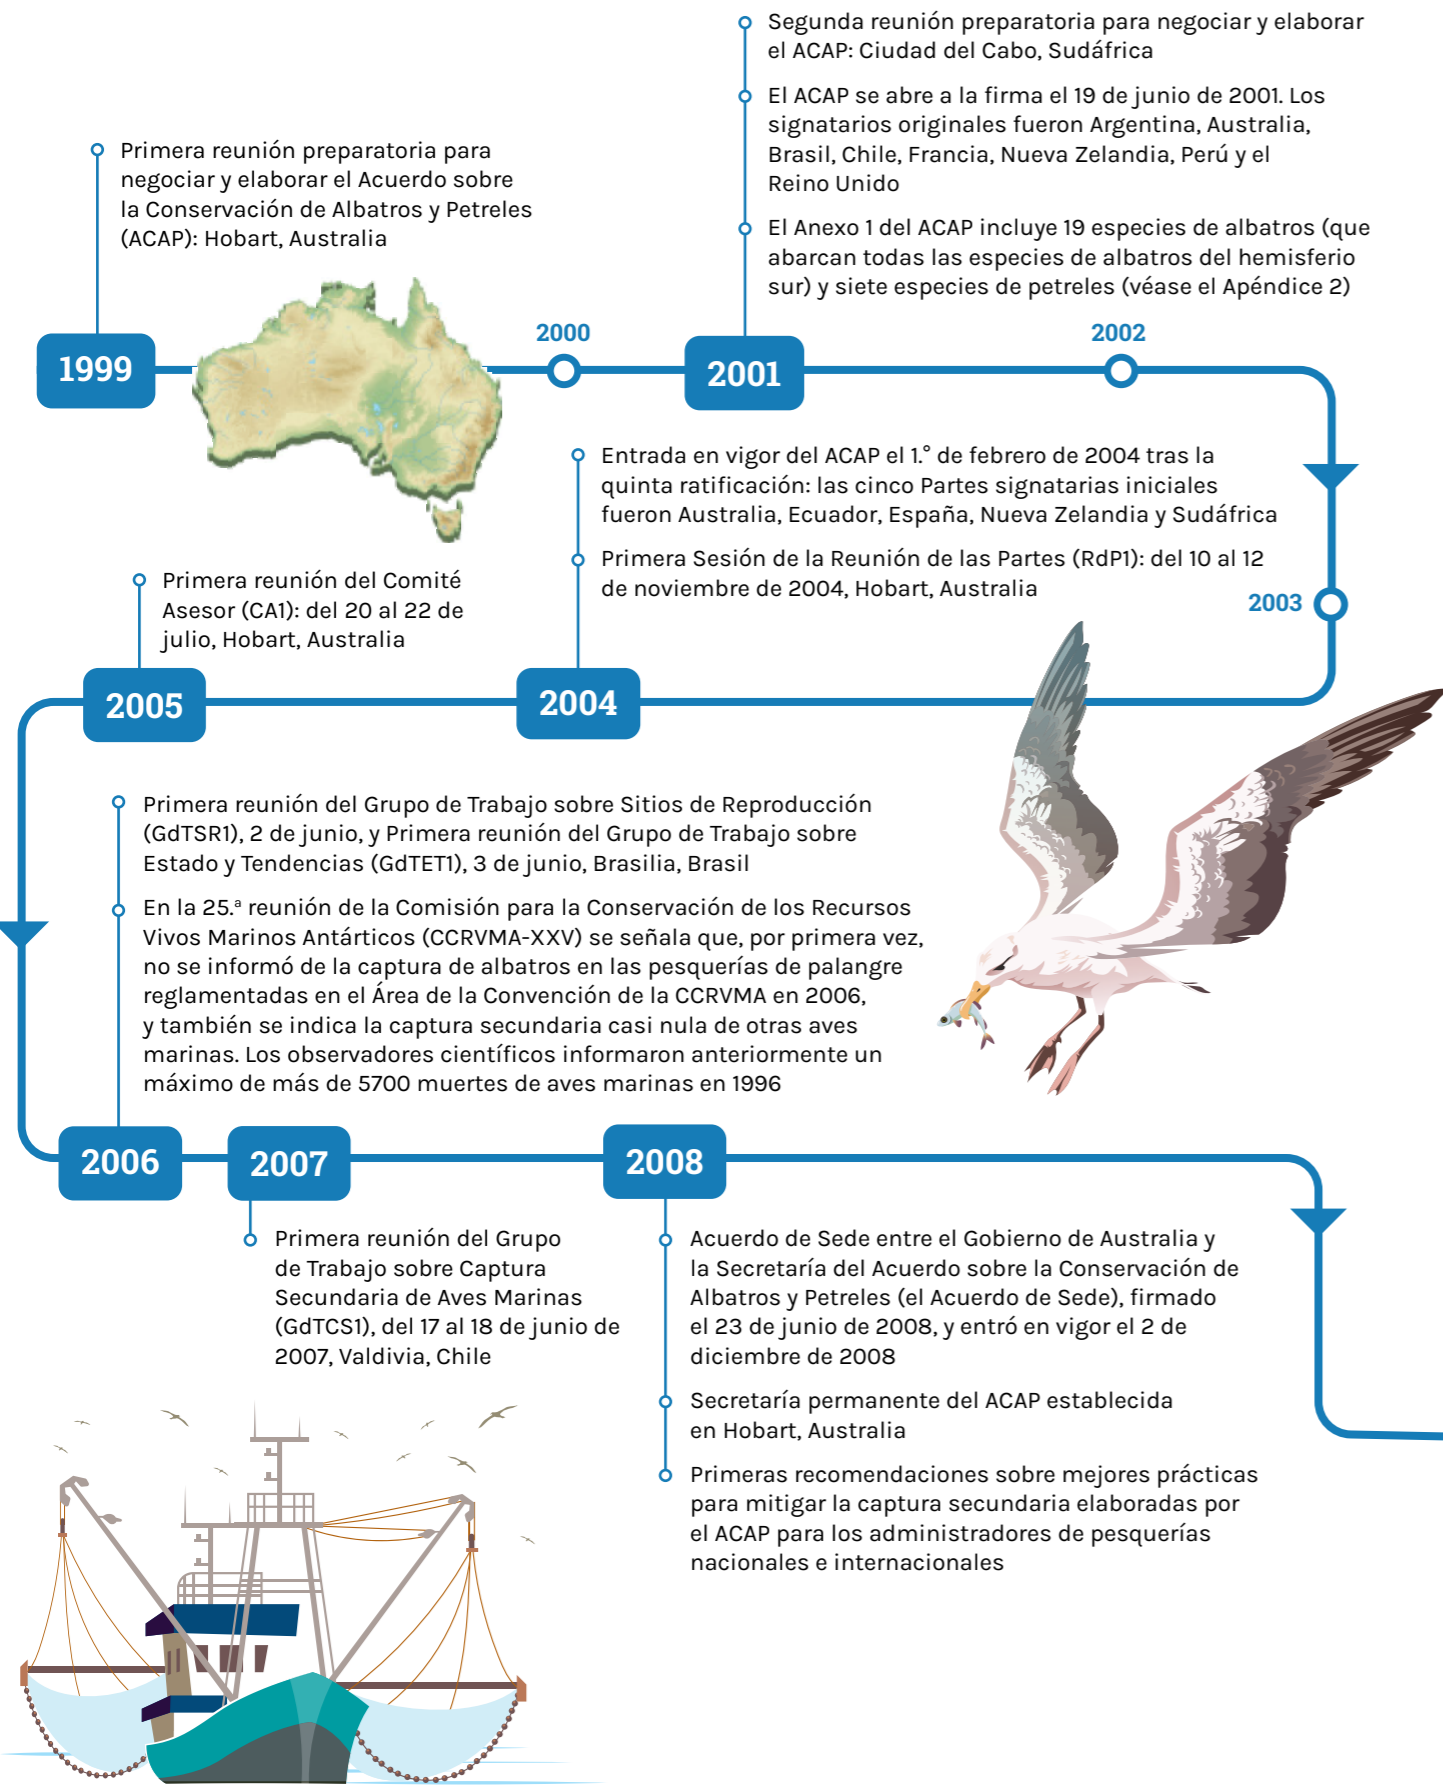 Primera reunión preparatoria para
negociar y elaborar el Acuerdo sobre
la Conservación de Albatros y Petreles
(ACAP): Hobart, Australia
1999
2000
Segunda reunión preparatoria para negociar y elaborar
el ACAP: Ciudad del Cabo, Sudáfrica
El ACAP se abre a la firma el 19 de junio de 2001. Los
signatarios originales fueron Argentina, Australia,
Brasil, Chile, Francia, Nueva Zelandia, Perú y el
Reino Unido
El Anexo 1 del ACAP incluye 19 especies de albatros (que
abarcan todas las especies de albatros del hemisferio
sur) y siete especies de petreles (véase el Apéndice 2)
2001
2002
2003
Entrada en vigor del ACAP el 1.° de febrero de 2004 tras la
quinta ratificación: las cinco Partes signatarias iniciales
fueron Australia, Ecuador, España, Nueva Zelandia y Sudáfrica
Primera Sesión de la Reunión de las Partes (RdP1): del 10 al 12
de noviembre de 2004, Hobart, Australia
2004
Primera reunión del Comité
Asesor (CA1): del 20 al 22 de
julio, Hobart, Australia
2005
Primera reunión del Grupo de Trabajo sobre Sitios de Reproducción
(GdTSR1), 2 de junio, y Primera reunión del Grupo de Trabajo sobre
Estado y Tendencias (GdTET1), 3 de junio, Brasilia, Brasil
En la 25.ª reunión de la Comisión para la Conservación de los Recursos
Vivos Marinos Antárticos (CCRVMA-XXV) se señala que, por primera vez,
no se informó de la captura de albatros en las pesquerías de palangre
reglamentadas en el Área de la Convención de la CCRVMA en 2006,
y también se indica la captura secundaria casi nula de otras aves
marinas. Los observadores científicos informaron anteriormente un
máximo de más de 5700 muertes de aves marinas en 1996
2006
2007
Primera reunión del Grupo
de Trabajo sobre Captura
Secundaria de Aves Marinas
(GdTCS1), del 17 al 18 de junio de
2007, Valdivia, Chile
2008
Acuerdo de Sede entre el Gobierno de Australia y
la Secretaría del Acuerdo sobre la Conservación de
Albatros y Petreles (el Acuerdo de Sede), firmado
el 23 de junio de 2008, y entró en vigor el 2 de
diciembre de 2008
Secretaría permanente del ACAP establecida
en Hobart, Australia
Primeras recomendaciones sobre mejores prácticas
para mitigar la captura secundaria elaboradas por
el ACAP para los administradores de pesquerías
nacionales e internacionales